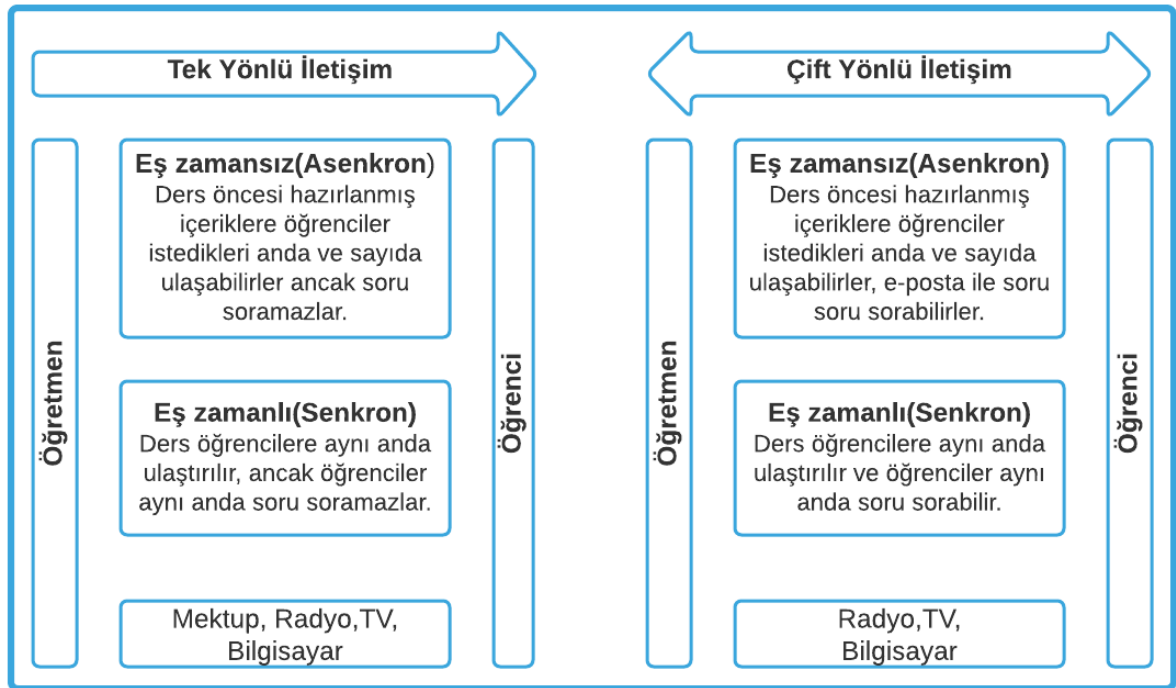 Tek Yönlü İletişim
Öğretmen
Eş zamansız(Asenkron)
Ders öncesi hazırlanmış
içeriklere öğrenciler
istedikleri anda ve sayıda
ulaşabilirler ancak soru
soramazlar.
Eş zamanlı(Senkron)
Ders öğrencilere aynı anda
ulaştırılır, ancak öğrenciler
aynı anda soru soramazlar.
Mektup, Radyo,TV,
Bilgisayar
Öğrenci
Çift Yönlü İletişim
Öğretmen
Eş zamansız(Asenkron)
Ders öncesi hazırlanmış
içeriklere öğrenciler
istedikleri anda ve sayıda
ulaşabilirler, e-posta ile soru
soru sorabilirler.
Eş zamanlı(Senkron)
Ders öğrencilere aynı anda
ulaştırılır ve öğrenciler aynı
anda soru sorabilir.
Radyo,TV,
Bilgisayar
Öğrenci